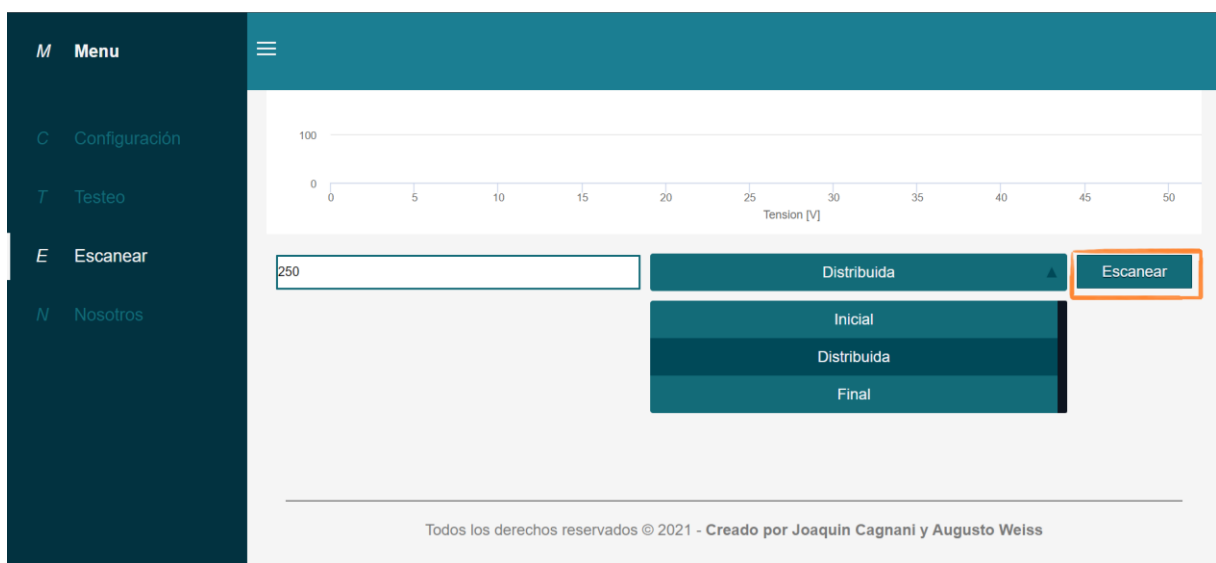 M Menu
C Configuración
T Testeo
E Escanear
N Nosotros
100
0
0 5 10 15 20 25 30 35 40 45 50
Tension [V]
250
Distribuida
Escanear
Inicial
Distribuida
Final
Todos los derechos reservados © 2021 - Creado por Joaquin Cagnani y Augusto Weiss